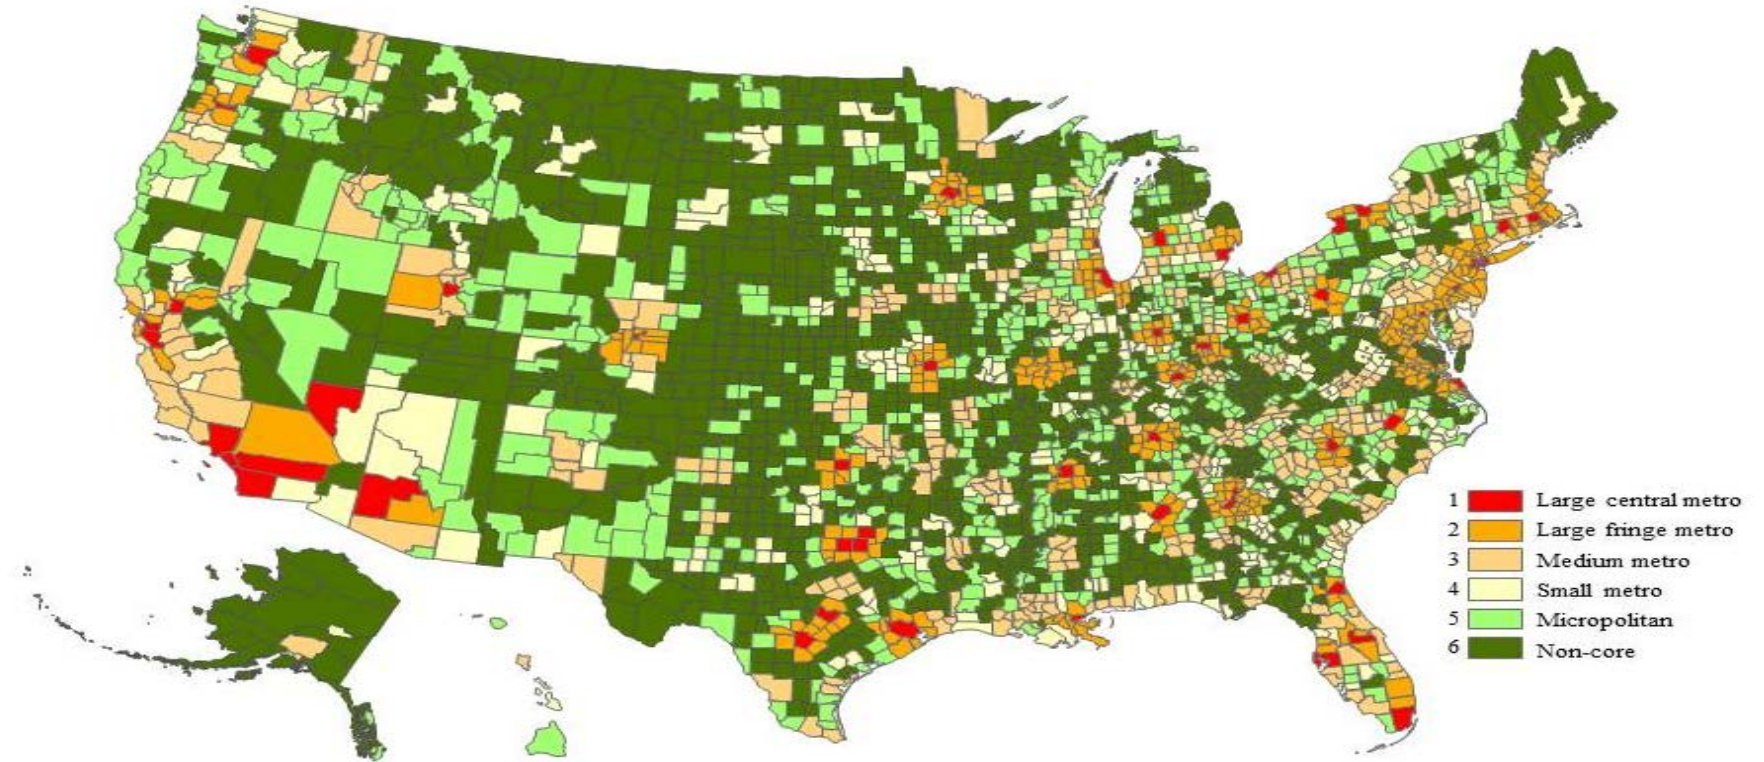 1 Large central metro
2 Large fringe metro
3 Medium metro
4 Small metro
5 Micropolitan
6 Non-core